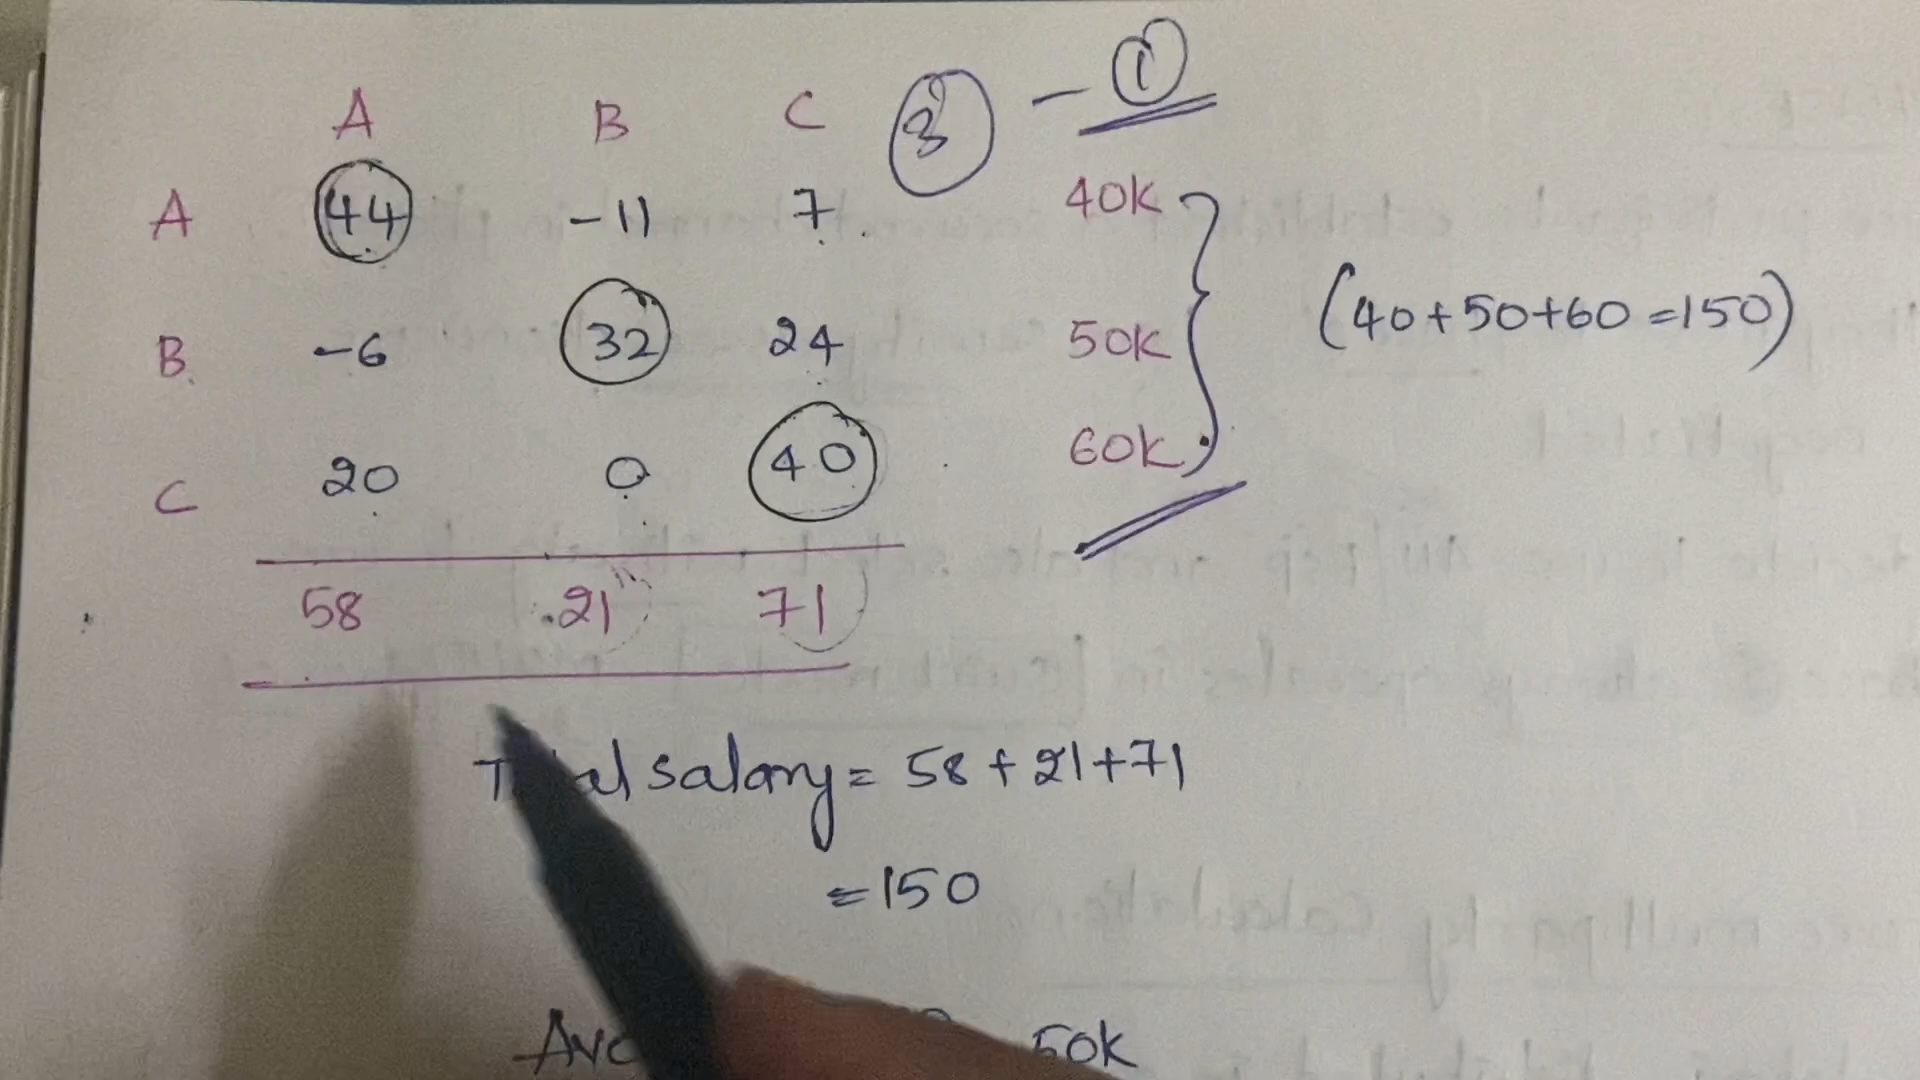 A B C 3 - 1
A 44 -11 7 40k
B -6 32 24 50k (40+50+60=150)
C 20 0 40 60k
58 21 71
salary = 58+21+71
=150
50k